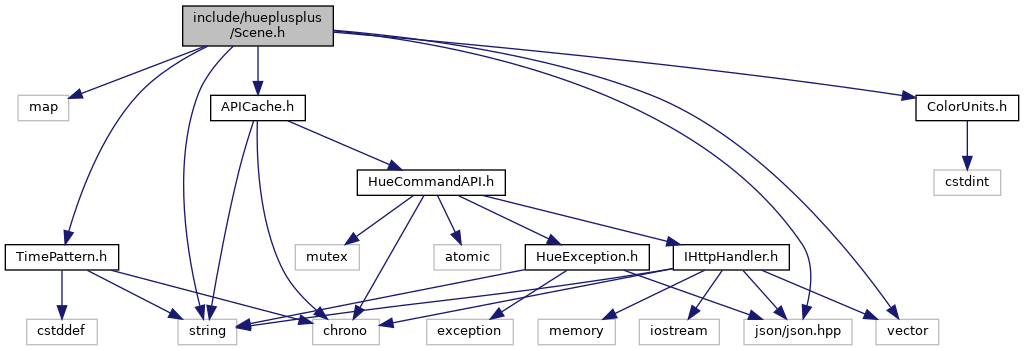 include/hueplusplus
/Scene.h
map
APICache.h
ColorUnits.h
HueCommandAPI.h
cstdint
TimePattern.h
mutex
atomic
HueException.h
IHttpHandler.h
cstddef
string
chrono
exception
memory
iostream
json/json.hpp
vector